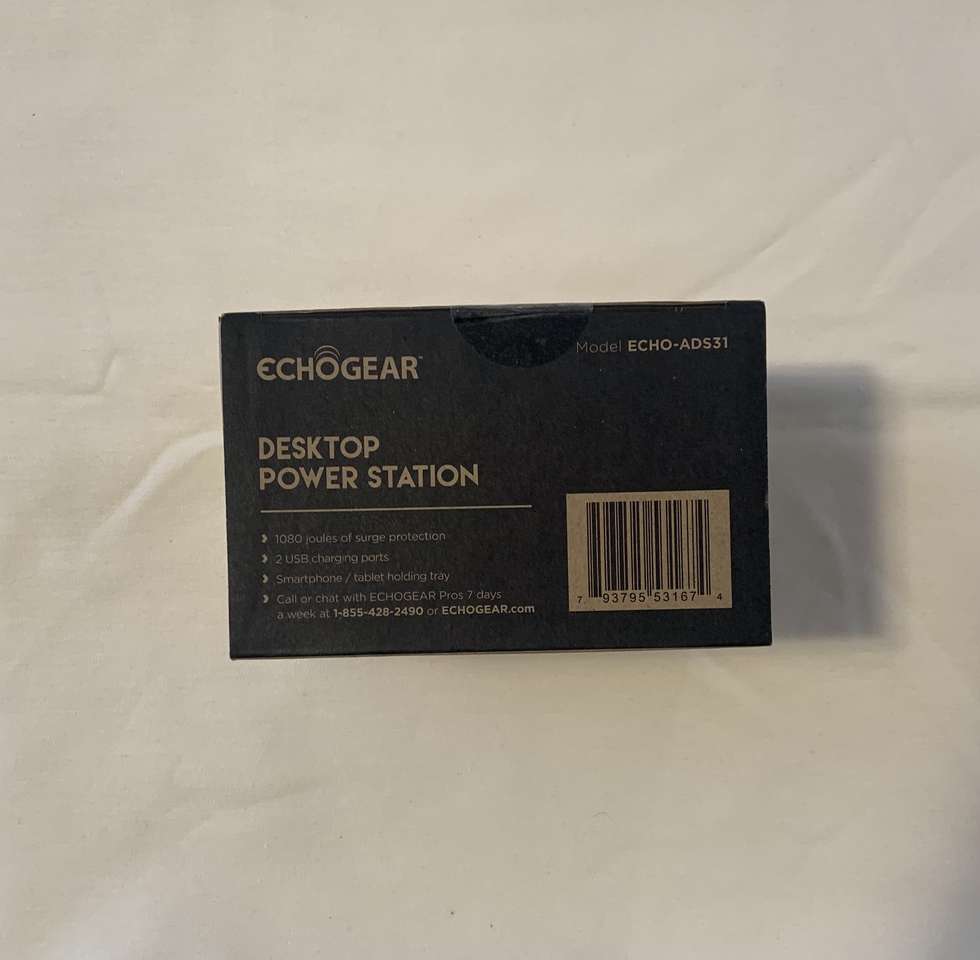 ECHOGEAR™
Model ECHO-ADS31
DESKTOP
POWER STATION
1080 joules of surge protection
2 USB charging ports
Smartphone / tablet holding tray
Call or chat with ECHOGEAR Pros 7 days
a week at 1-855-428-2490 or ECHOGEAR.com
7 93795 53167 4